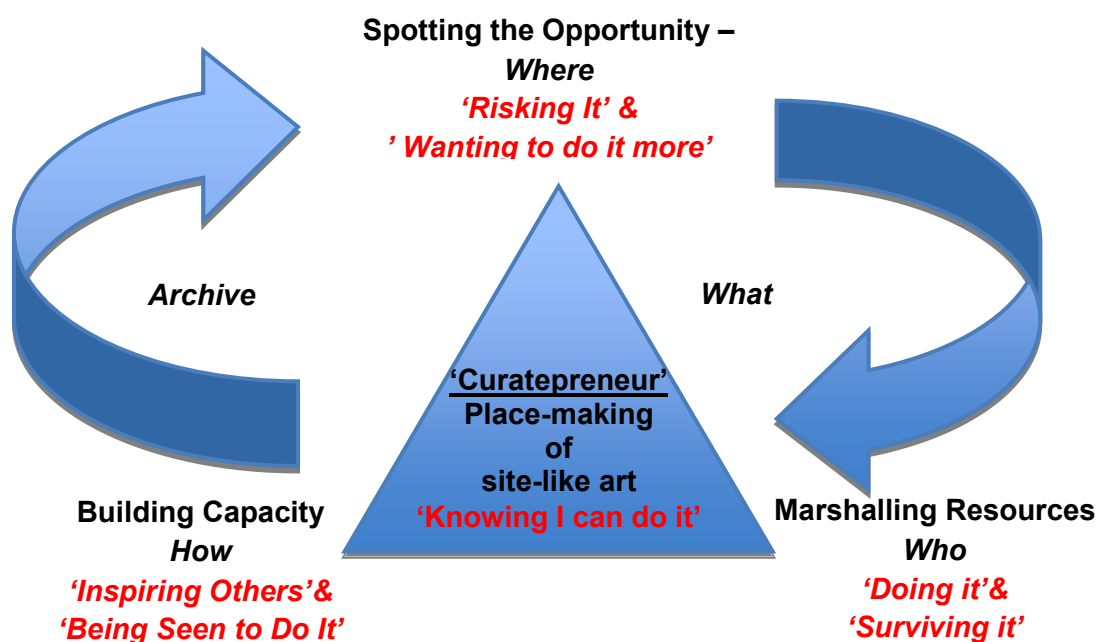 Spotting the Opportunity –
Where
‘Risking It’ &
’ Wanting to do it more’
Archive
What
‘Curatepreneur’
Place-making
of
site-like art
‘Knowing I can do it’
Building Capacity
How
‘Inspiring Others’&
‘Being Seen to Do It’
Marshalling Resources
Who
‘Doing it’&
‘Surviving it’